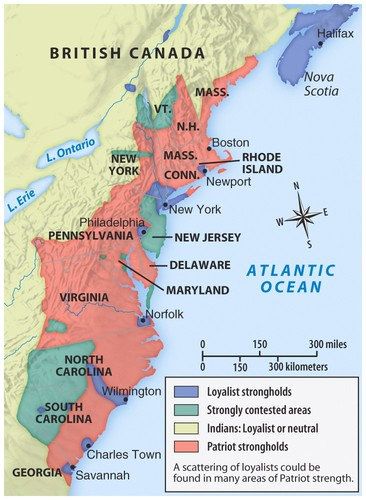 BRITISH CANADA
Halifax
Nova
Scotia
MASS.
VT.
N.H.
L. Ontario
Boston
MASS.
RHODE
ISLAND
NEW
YORK
CONN.
Newport
L. Erie
New York
Philadelphia
PENNSYLVANIA
NEW JERSEY
N
W
E
S
DELAWARE
MARYLAND
ATLANTIC
OCEAN
VIRGINIA
Norfolk
0 150 300 miles
0 150 300 kilometers
NORTH
CAROLINA
Wilmington
SOUTH
CAROLINA
Charles Town
GEORGIA
Savannah
Loyalist strongholds
Strongly contested areas
Indians: Loyalist or neutral
Patriot strongholds
A scattering of loyalists could be
found in many areas of Patriot strength.